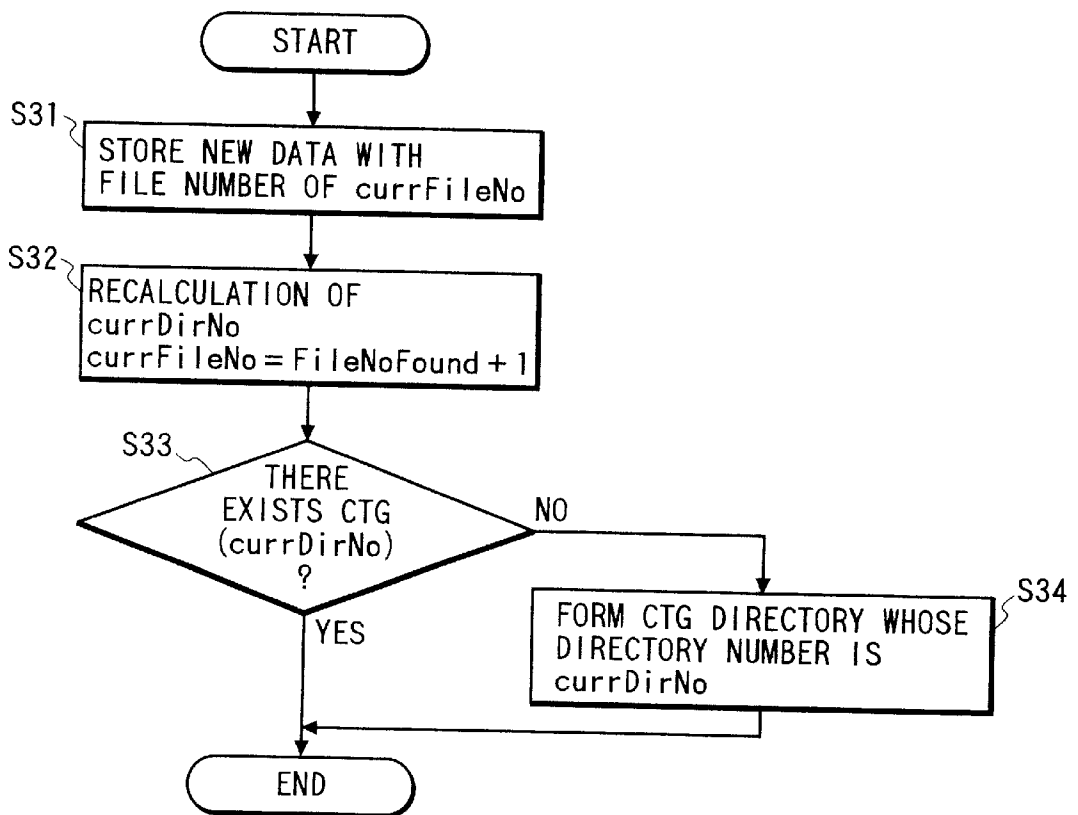 START
S31
STORE NEW DATA WITH
FILE NUMBER OF currFileNo
S32
RECALCULATION OF
currDirNo
currFileNo = FileNoFound + 1
S33
THERE
EXISTS CTG
(currDirNo)
?
NO
YES
S34
FORM CTG DIRECTORY WHOSE
DIRECTORY NUMBER IS
currDirNo
END